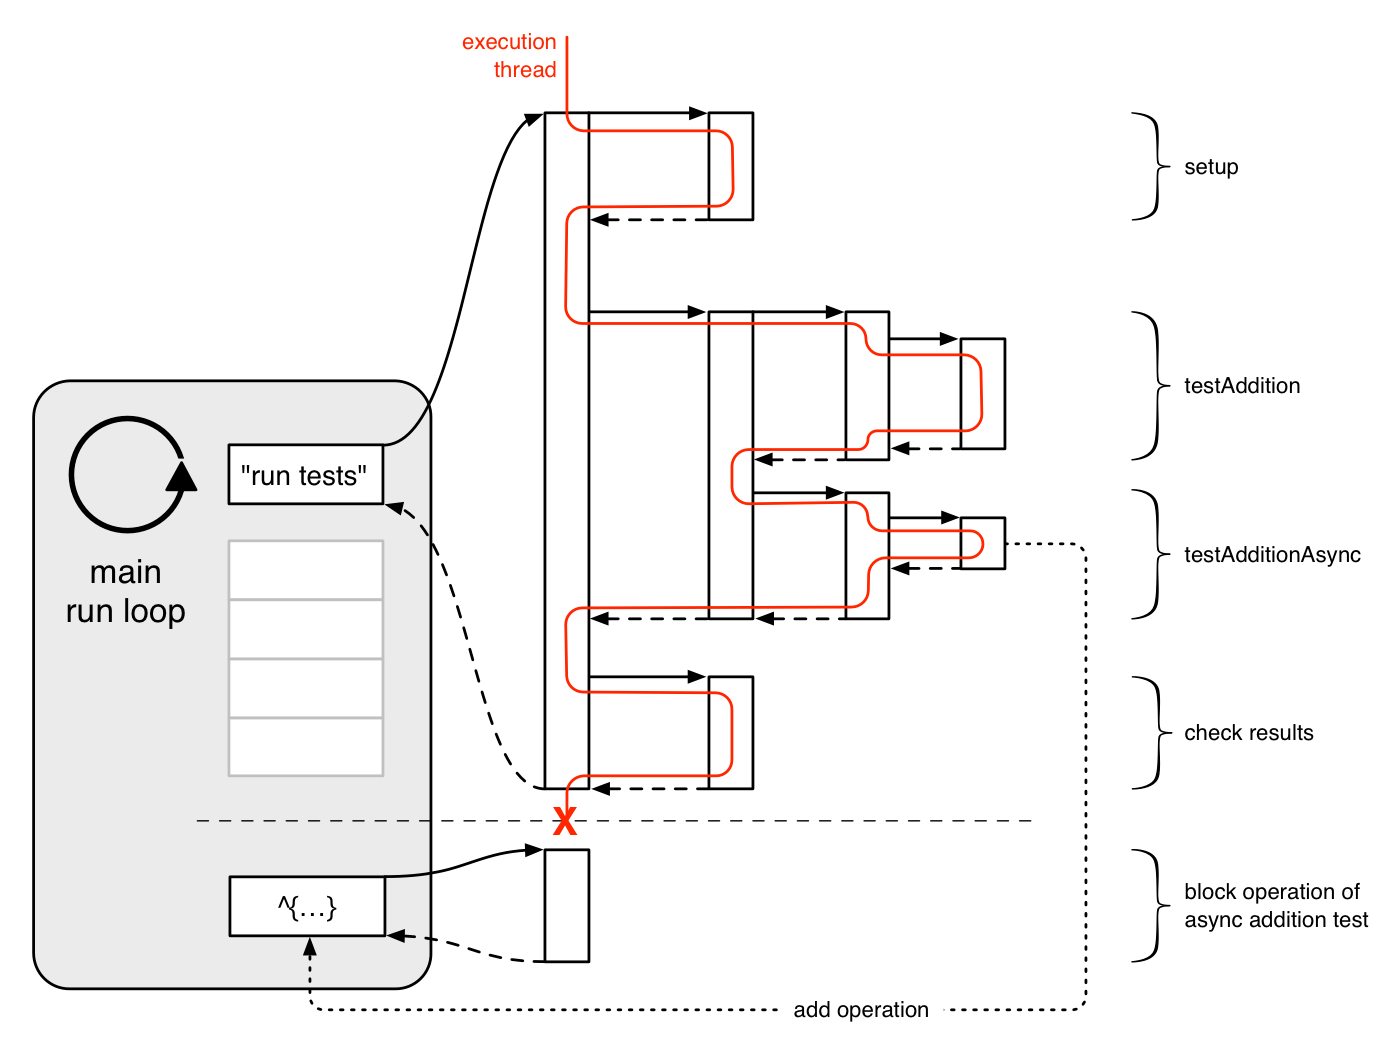 execution
thread
setup
testAddition
"run tests"
main
run loop
testAdditionAsync
check results
X
^{...}
block operation of
async addition test
add operation